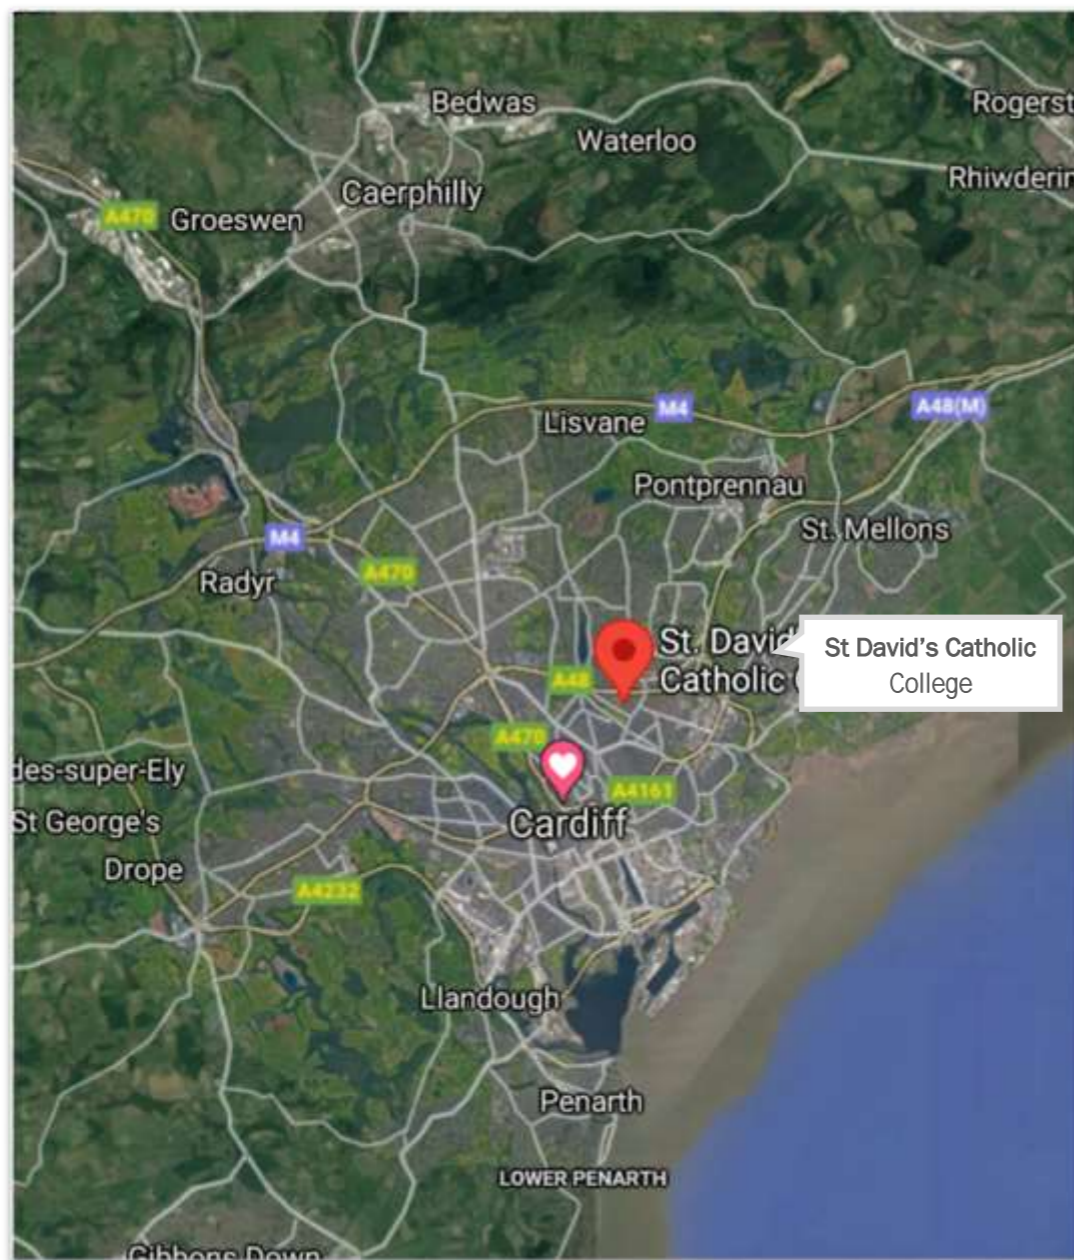 Bedwas
Rogerst
Waterloo
Rhiwderin
Caerphilly
A470
Groeswen
M4
A48(M)
Lisvane
Pontprennau
St. Mellons
M4
A470
Radyr
St. David
Catholic
St David's Catholic
College
A48
A470
des-super-Ely
A4161
St George's
Cardiff
Drope
A4232
Llandough
Penarth
LOWER PENARTH
Gibbons Down